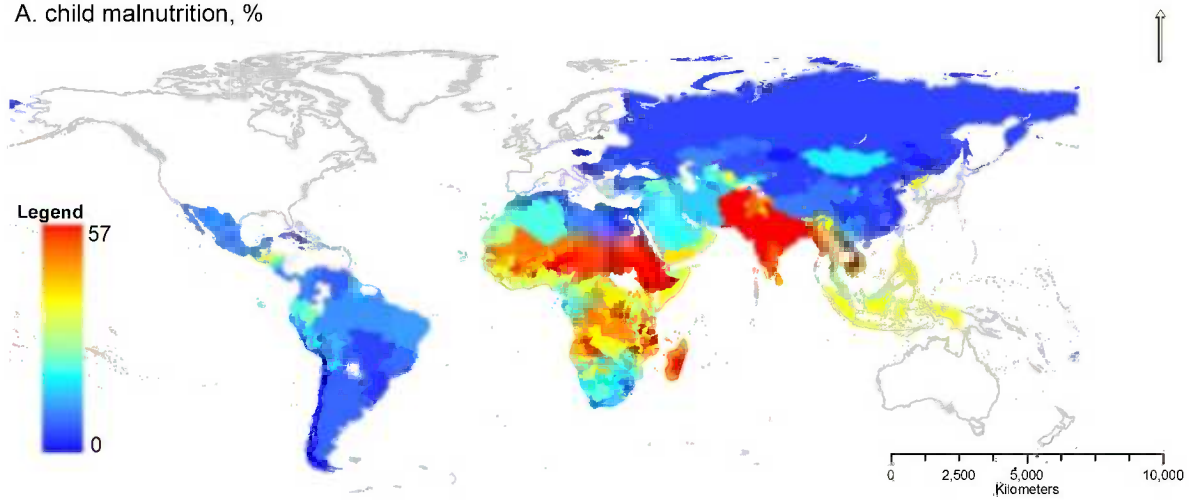 A. child malnutrition, %
Legend
57
0
0 2,500 5,000 10,000
Kilometers